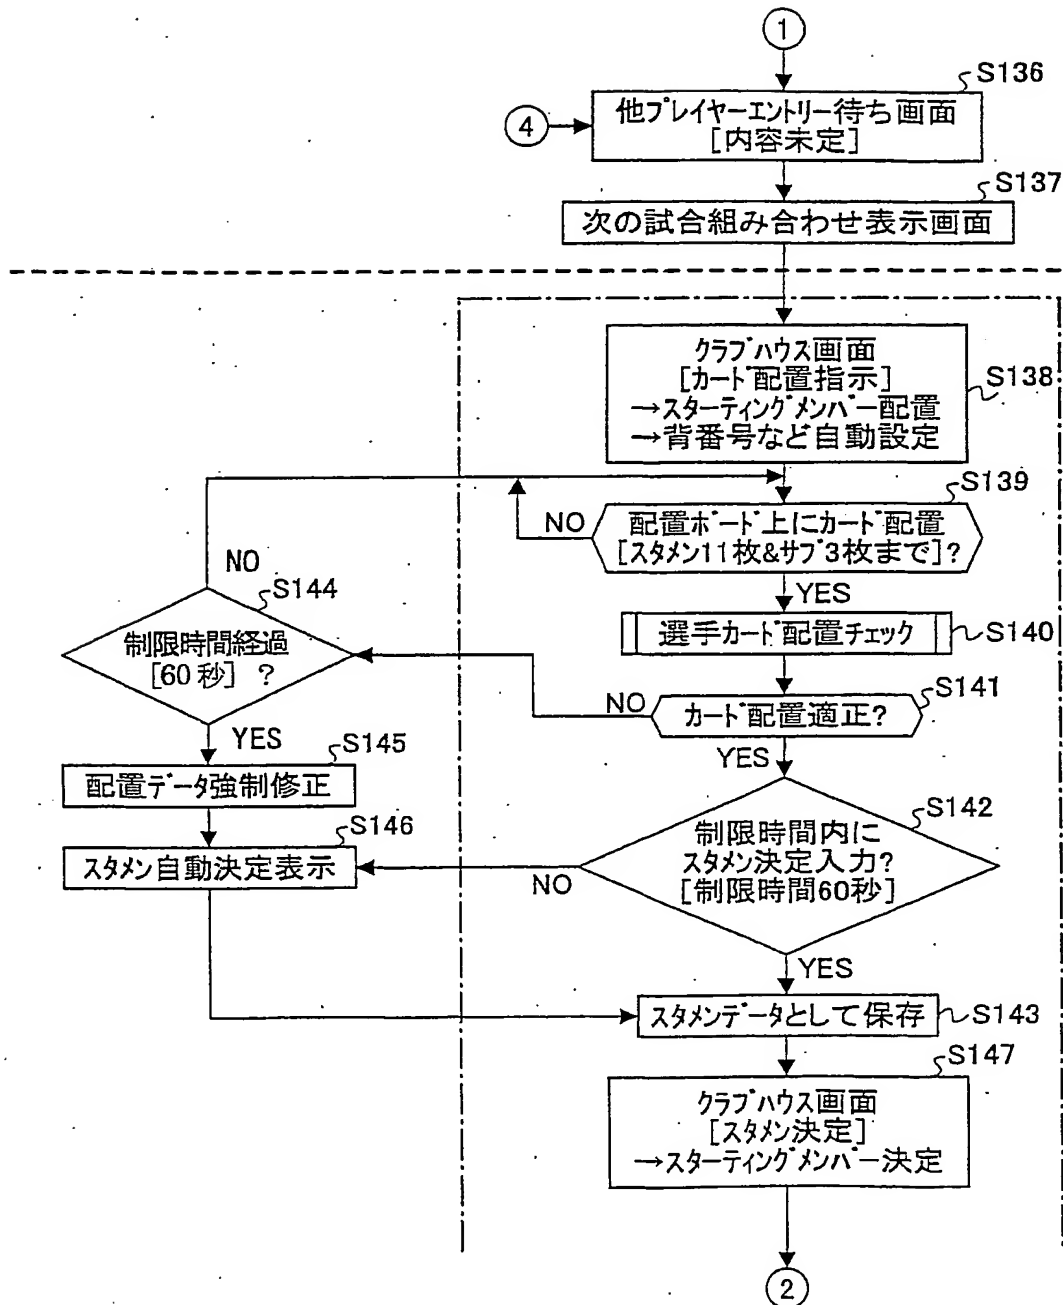 1
S136
4
他プレイヤーエントリー待ち画面
[内容未定]
S137
次の試合組み合わせ表示画面
クラブハウス画面
[カード配置指示]
→スターティングメンバー配置
→背番号など自動設定
S138
S139
配置ボード上にカード配置
[スタメン11枚&サブ3枚まで]?
NO
YES
NO
S144
制限時間経過
[60秒] ?
選手カード配置チェック
S140
S141
カード配置適正?
NO
YES
YES
S145
配置データ強制修正
S146
スタメン自動決定表示
S142
制限時間内に
スタメン決定入力?
[制限時間60秒]
NO
YES
スタメンデータとして保存
S143
S147
クラブハウス画面
[スタメン決定]
→スターティングメンバー決定
2